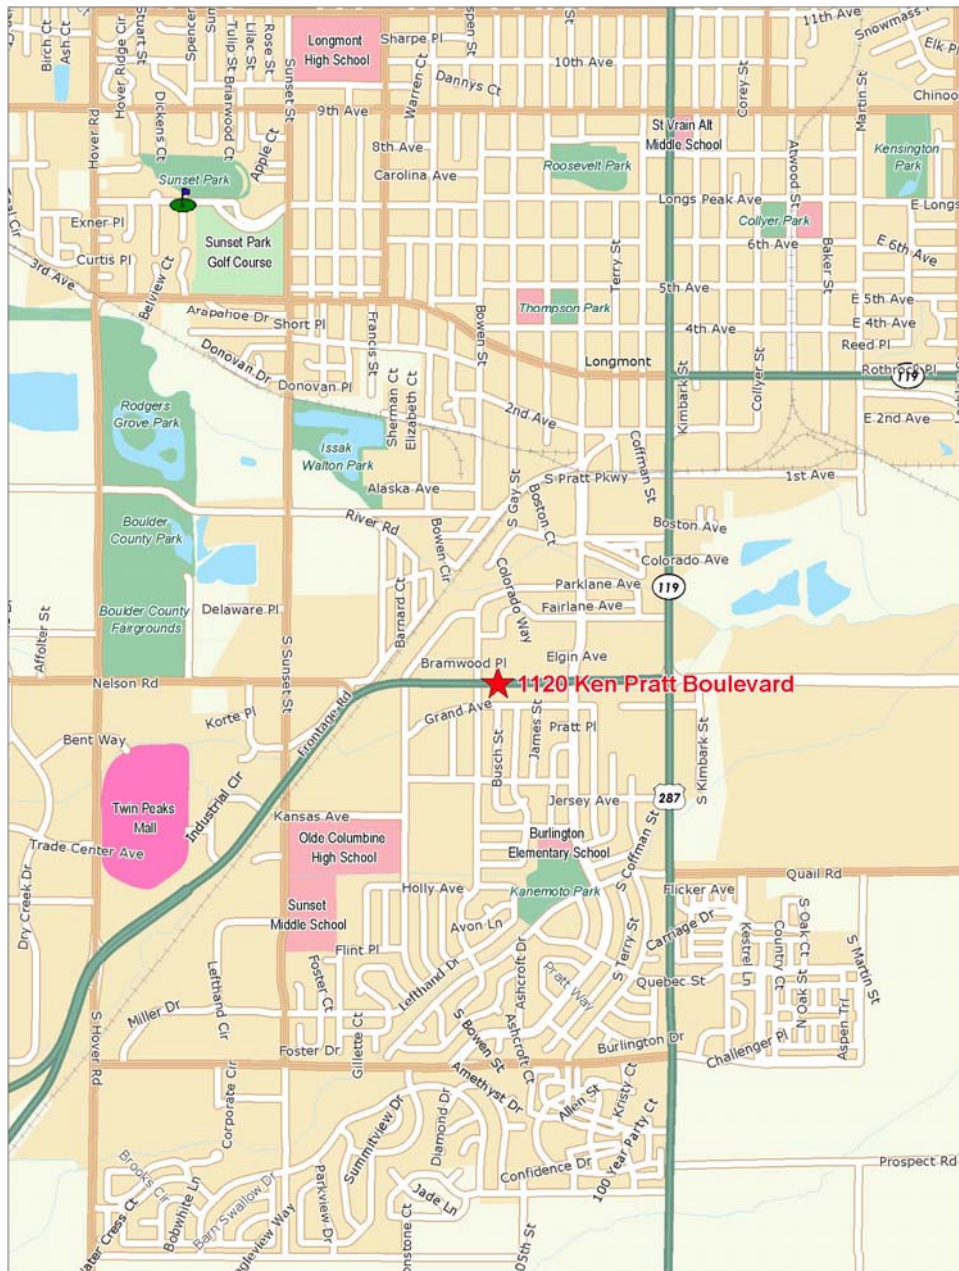 Birch Ct
Ash Ct
Hover Ridge Cir
Stuart St
Spencer
Tulip St
Lilac St
Rose St
Briarwood Ct
Sunset St
Longmont
High School
Sharpe Pl
Warren Ct
Dannys Ct
10th Ave
11th Ave
Snowmass
Elk Pl
Corey St
Martin St
Chinoo
Hover Rd
Dickens Ct
Apple Ct
9th Ave
8th Ave
Carolina Ave
St Vrain Alt
Middle School
Atwood St
Kensington
Park
Sunset Park
Roosevelt Park
Longs Peak Ave
E Longs
Exner Pl
Sunset Park
Golf Course
Collyer Park
6th Ave
E 6th Ave
Curtis Pl
3rd Ave
Belview Ct
Terry St
Baker St
5th Ave
E 5th Ave
Arapahoe Dr
Short Pl
Francis St
Bowen St
Thompson Park
4th Ave
E 4th Ave
Reed Pl
Donovan Dr
Donovan Pl
Longmont
Rothrock Pl
119
Rodgers
Grove Park
Sherman Ct
Elizabeth Ct
2nd Ave
Kimbark St
Collyer St
E 2nd Ave
Issak
Walton Park
Coffman St
Alaska Ave
S Gay St
S Pratt Pkwy
1st Ave
River Rd
Boston Ct
Boulder
County Park
Bowen Cir
Boston Ave
Colorado Ave
Colorado Way
Parklane Ave
119
Affolter St
Boulder County
Fairgrounds
Delaware Pl
Barnard Ct
Fairlane Ave
S Sunset St
Bramwood Pl
Elgin Ave
Nelson Rd
1120 Ken Pratt Boulevard
Korte Pl
Frontage Rd
Grand Ave
Bent Way
Busch St
James St
Pratt Pl
S Kimbark St
Twin Peaks
Mall
Industrial Cir
Jersey Ave
287
Kansas Ave
Trade Center Ave
Olde Columbine
High School
Burlington
Elementary School
S Coffman St
Dry Creek Dr
Holly Ave
Kanemoto Park
Quail Rd
Flicker Ave
Sunset
Middle School
Avon Ln
Carriage Dr
S Oak Ct
Flint Pl
Lefthand Dr
Ashcroft Dr
Pratt Way
S Terry St
Kestrel Ln
Country Ct
S Martin St
Lefthand Cir
Foster Ct
Quebec St
N Oak St
Miller Dr
S Hover Rd
Gillette Ct
S Bowen St
Ashcroft Ct
Burlington Dr
Challenger Pl
Aspen Trl
Foster Dr
Corporate Cir
Amethyst Dr
Allen St
Kristy Ct
Summitview Dr
Diamond Dr
100 Year Party Ct
Brooks Cir
Bobwhite Ln
Barn Swallow Dr
Parkview Dr
Confidence Dr
Prospect Rd
Jade Ln
ater Cress Ct
ngleview Way
onstone Ct
05th St